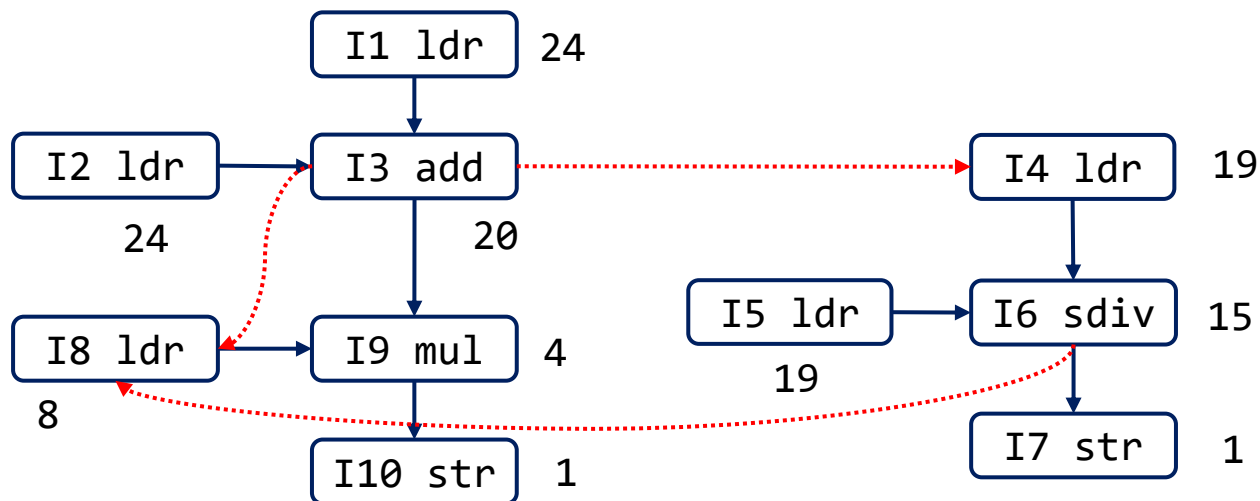 I1 ldr 24
I2 ldr I3 add I4 ldr 19
24 20
I8 ldr I9 mul 4 I5 ldr I6 sdiv 15
8 19
I10 str 1 I7 str 1